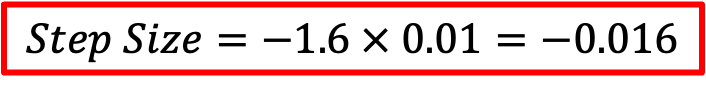 Step Size = −1.6 × 0.01 = −0.016